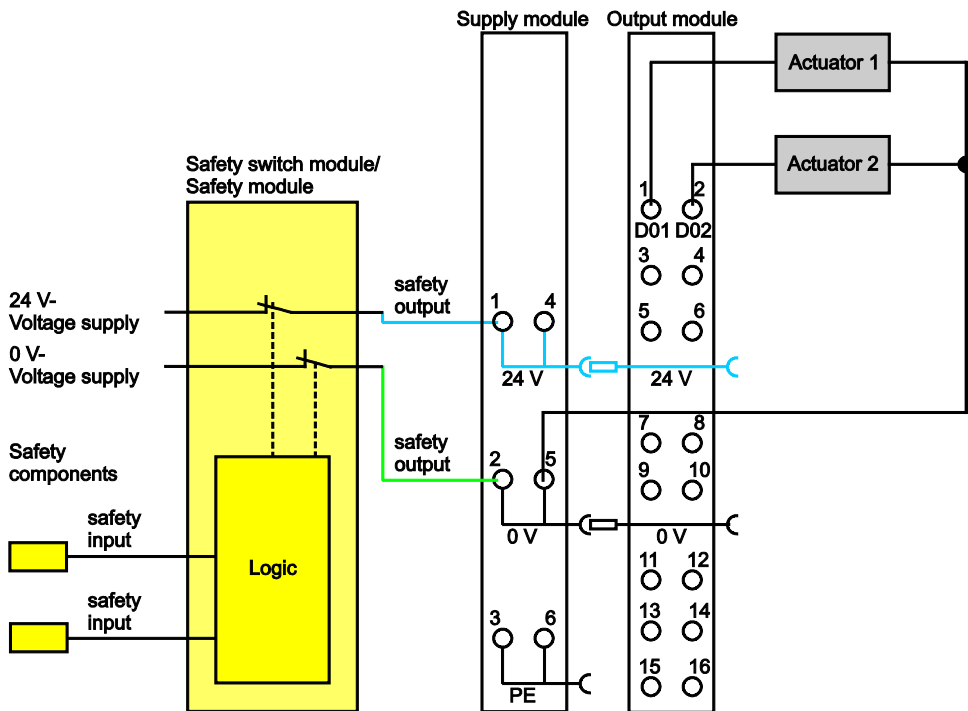 Supply module
Output module
Actuator 1
Actuator 2
Safety switch module/
Safety module
1
2
D01
D02
3
4
5
6
24 V-
Voltage supply
safety
output
1
4
0 V-
Voltage supply
24 V
24 V
Safety
components
safety
output
2
5
7
8
9
10
0 V
0 V
safety
input
Logic
11
12
safety
input
3
6
13
14
PE
15
16